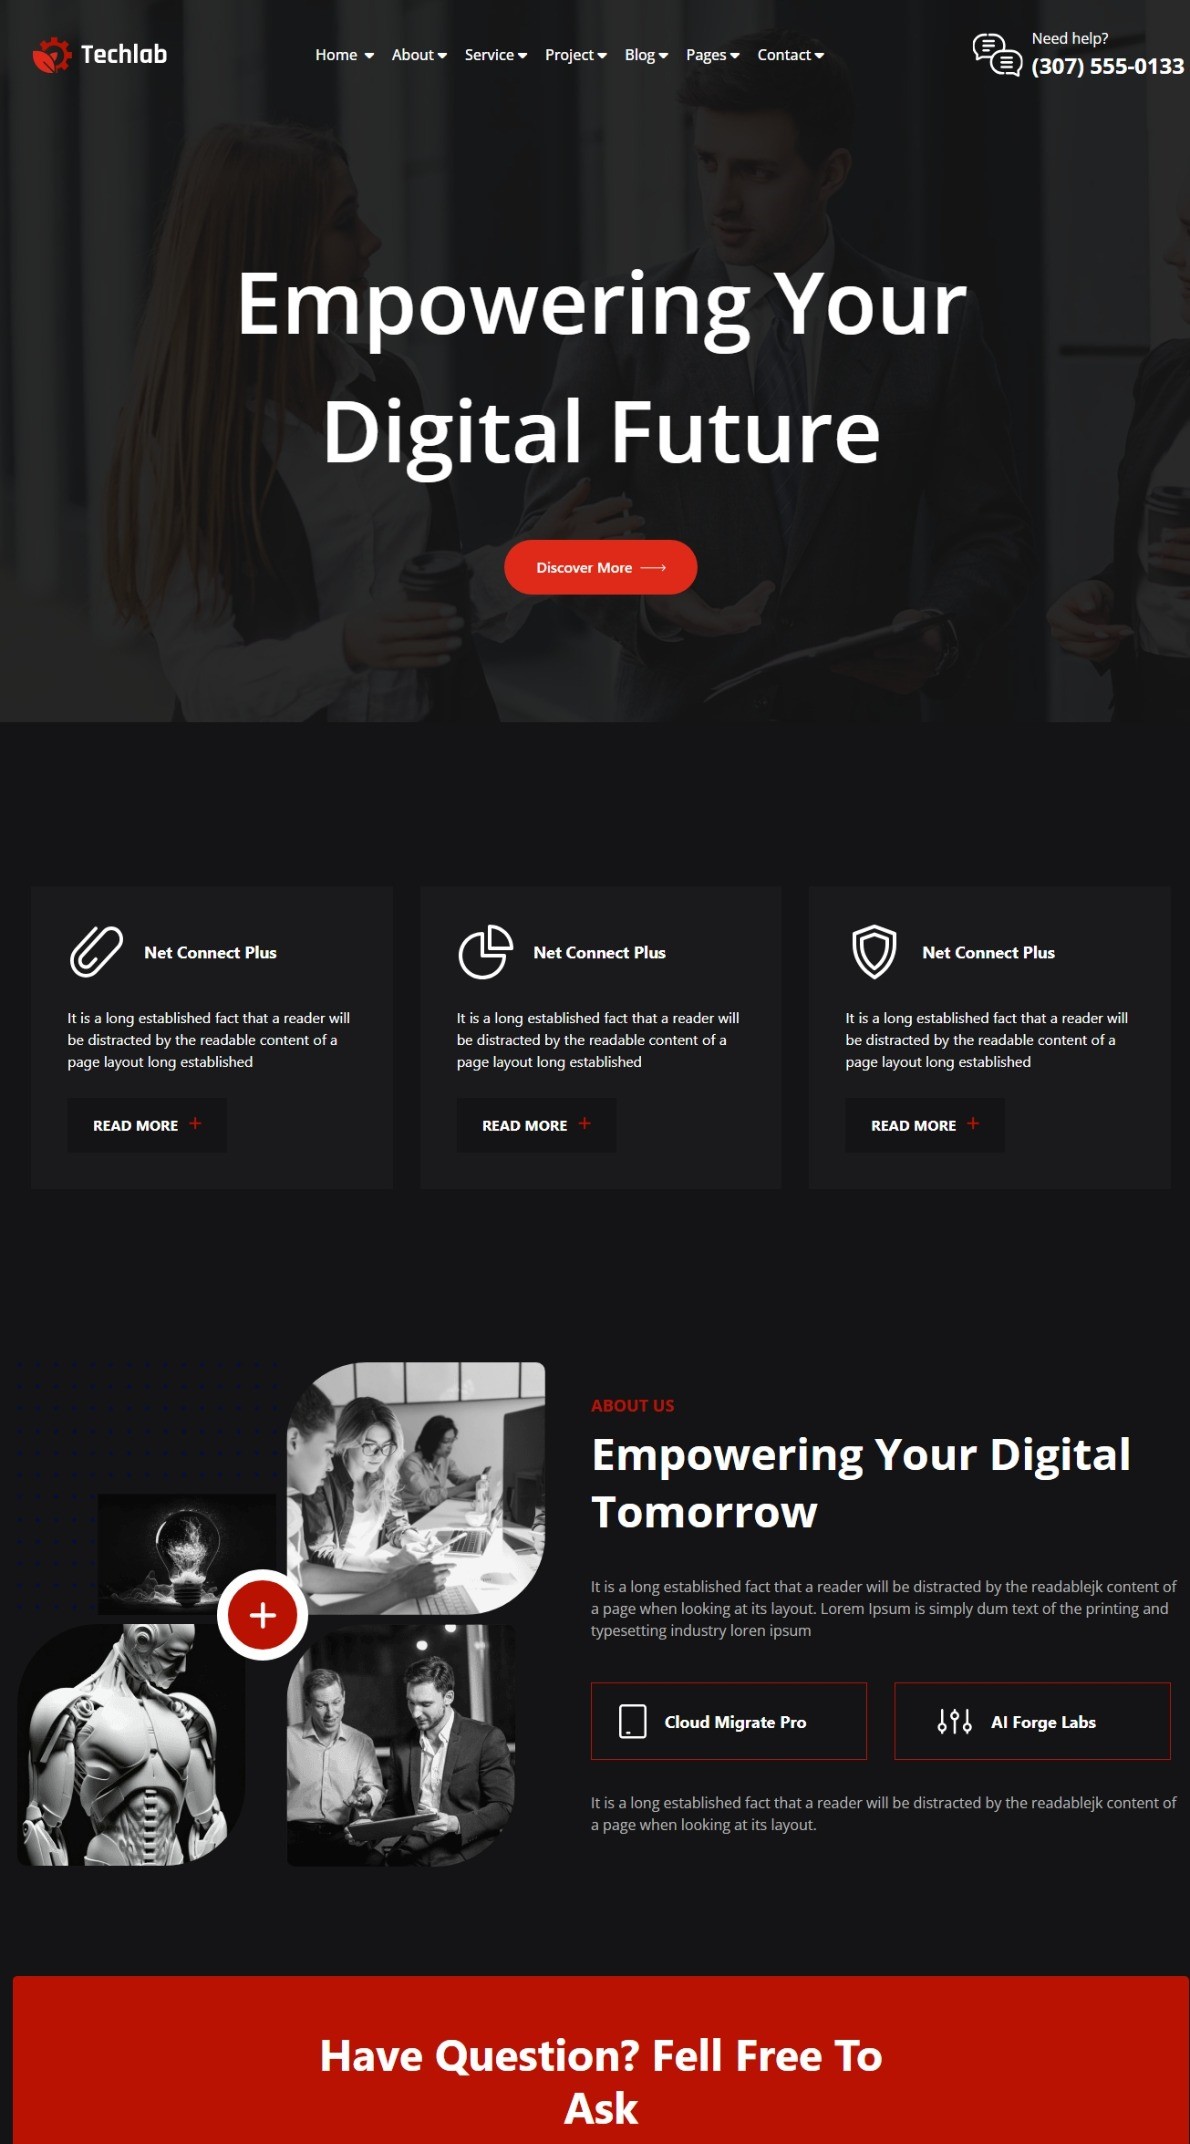 Techlab
Home About Service Project Blog Pages Contact
Need help?
(307) 555-0133
Empowering Your
Digital Future
Discover More
Net Connect Plus
It is a long established fact that a reader will
be distracted by the readable content of a
page layout long established
READ MORE +
Net Connect Plus
It is a long established fact that a reader will
be distracted by the readable content of a
page layout long established
READ MORE +
Net Connect Plus
It is a long established fact that a reader will
be distracted by the readable content of a
page layout long established
READ MORE +
ABOUT US
Empowering Your Digital
Tomorrow
It is a long established fact that a reader will be distracted by the readablejk content of
a page when looking at its layout. Lorem Ipsum is simply dum text of the printing and
typesetting industry loren ipsum
Cloud Migrate Pro
AI Forge Labs
It is a long established fact that a reader will be distracted by the readablejk content of
a page when looking at its layout.
Have Question? Fell Free To
Ask